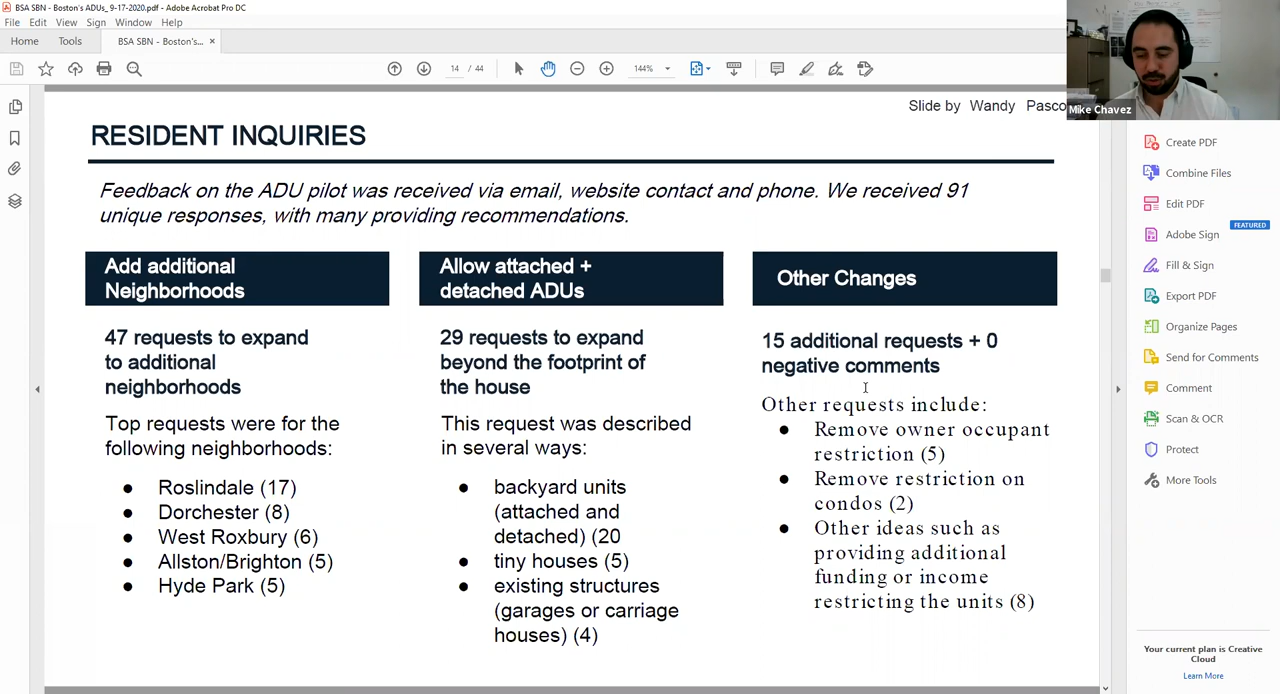 BSA SBN - Boston's ADUs_ 9-17-2020.pdf - Adobe Acrobat Pro DC
File Edit View Sign Window Help
Home Tools BSA SBN - Boston's... ×
14 / 44 144%
Mike Chavez
Slide by Wandy Pasco
RESIDENT INQUIRIES
Feedback on the ADU pilot was received via email, website contact and phone. We received 91
unique responses, with many providing recommendations.
Add additional
Neighborhoods
47 requests to expand
to additional
neighborhoods
Top requests were for the
following neighborhoods:
● Roslindale (17)
● Dorchester (8)
● West Roxbury (6)
● Allston/Brighton (5)
● Hyde Park (5)
Allow attached +
detached ADUs
29 requests to expand
beyond the footprint of
the house
This request was described
in several ways:
● backyard units
(attached and
detached) (20
● tiny houses (5)
● existing structures
(garages or carriage
houses) (4)
Other Changes
15 additional requests + 0
negative comments
Other requests include:
● Remove owner occupant
restriction (5)
● Remove restriction on
condos (2)
● Other ideas such as
providing additional
funding or income
restricting the units (8)
Create PDF
Combine Files
Edit PDF
FEATURED
Adobe Sign
Fill & Sign
Export PDF
Organize Pages
Send for Comments
Comment
Scan & OCR
Protect
More Tools
Your current plan is Creative
Cloud
Learn More